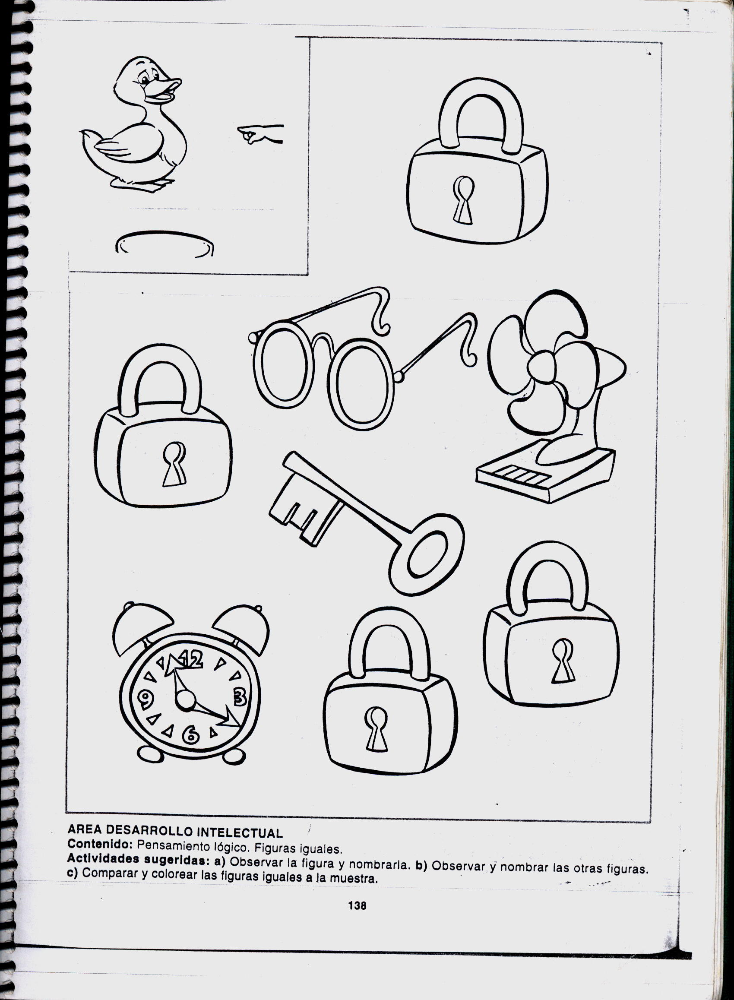 12
9
3
6
AREA DESARROLLO INTELECTUAL
Contenido: Pensamiento lógico. Figuras iguales.
Actividades sugeridas: a) Observar la figura y nombrarla. b) Observar y nombrar las otras figuras.
c) Comparar y colorear las figuras iguales a la muestra.
138